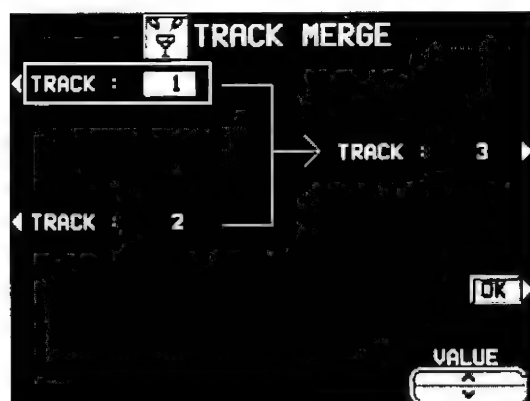 TRACK MERGE
TRACK : 1
TRACK : 3
TRACK : 2
OK
VALUE